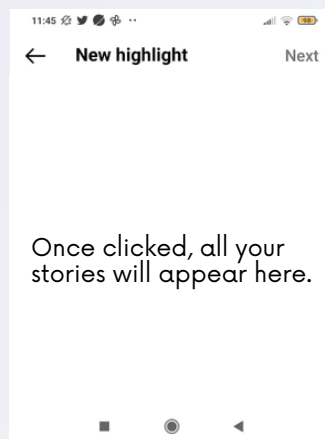 11:45
New highlight
Next
Once clicked, all your
stories will appear here.